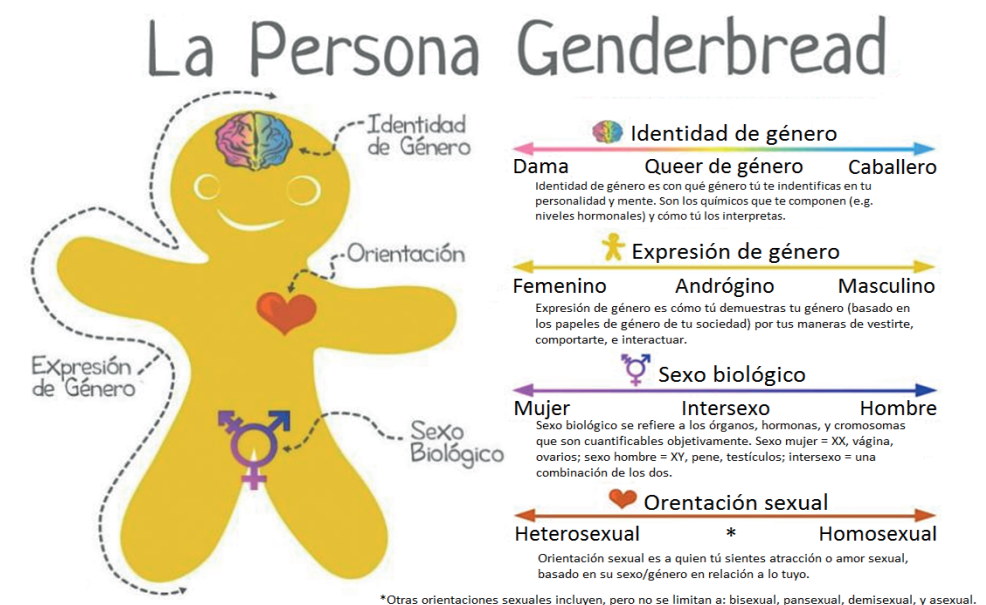 La Persona Genderbread
Identidad
de Género
Orientación
Expresión
de Género
Sexo
Biológico
Identidad de género
Dama Queer de género Caballero
Identidad de género es con qué género tú te indentificas en tu
personalidad y mente. Son los químicos que te componen (e.g.
niveles hormonales) y cómo tú los interpretas.
Expresión de género
Femenino Andrógino Masculino
Expresión de género es cómo tú demuestras tu género (basado en
los papeles de género de tu sociedad) por tus maneras de vestirte,
comportarte, e interactuar.
Sexo biológico
Mujer Intersexo Hombre
Sexo biológico se refiere a los órganos, hormonas, y cromosomas
que son cuantificables objetivamente. Sexo mujer = XX, vágina,
ovarios; sexo hombre = XY, pene, testículos; intersexo = una
combinación de los dos.
Orentación sexual
Heterosexual * Homosexual
Orientación sexual es a quien tú sientes atracción o amor sexual,
basado en su sexo/género en relación a lo tuyo.
*Otras orientaciones sexuales incluyen, pero no se limitan a: bisexual, pansexual, demisexual, y asexual.